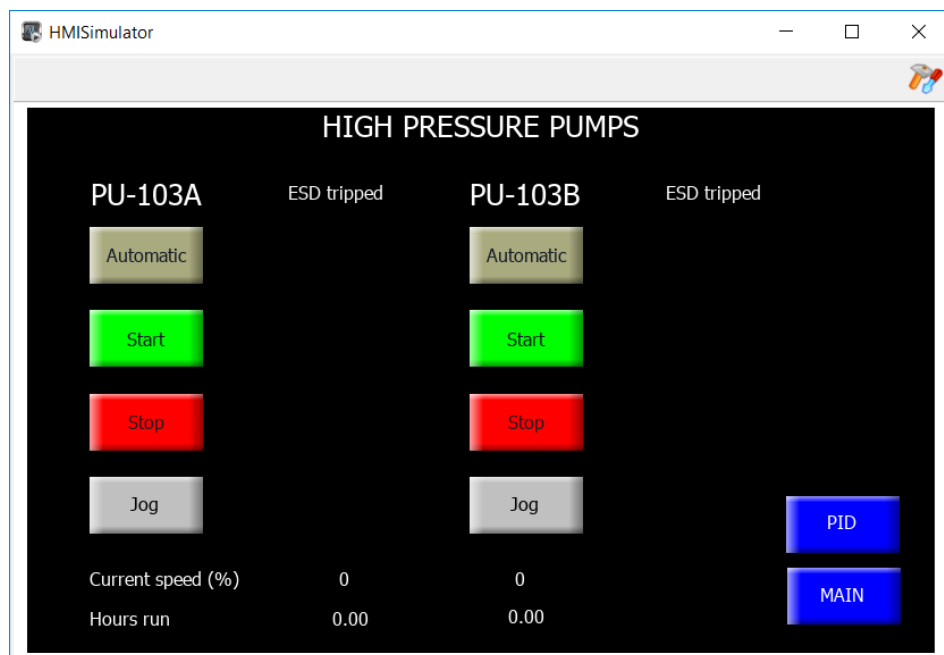 HMISimulator
HIGH PRESSURE PUMPS
PU-103A ESD tripped PU-103B ESD tripped
Automatic Automatic
Start Start
Stop Stop
Jog Jog
PID
Current speed (%) 0 0
MAIN
Hours run 0.00 0.00